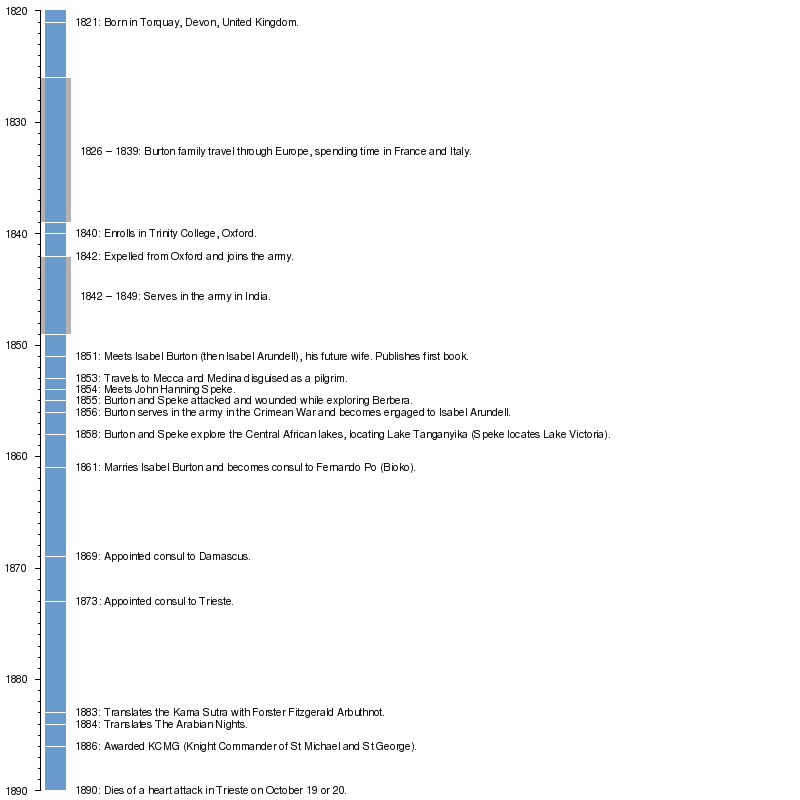 1820
1821: Born in Torquay, Devon, United Kingdom.
1830
1826 – 1839: Burton family travel through Europe, spending time in France and Italy.
1840
1840: Enrolls in Trinity College, Oxford.
1842: Expelled from Oxford and joins the army.
1842 – 1849: Serves in the army in India.
1850
1851: Meets Isabel Burton (then Isabel Arundell), his future wife. Publishes first book.
1853: Travels to Mecca and Medina disguised as a pilgrim.
1854: Meets John Hanning Speke.
1855: Burton and Speke attacked and wounded while exploring Berbera.
1856: Burton serves in the army in the Crimean War and becomes engaged to Isabel Arundell.
1858: Burton and Speke explore the Central African lakes, locating Lake Tanganyika (Speke locates Lake Victoria).
1860
1861: Marries Isabel Burton and becomes consul to Fernando Po (Bioko).
1869: Appointed consul to Damascus.
1870
1873: Appointed consul to Trieste.
1880
1883: Translates the Kama Sutra with Forster Fitzgerald Arbuthnot.
1884: Translates The Arabian Nights.
1886: Awarded KCMG (Knight Commander of St Michael and St George).
1890
1890: Dies of a heart attack in Trieste on October 19 or 20.